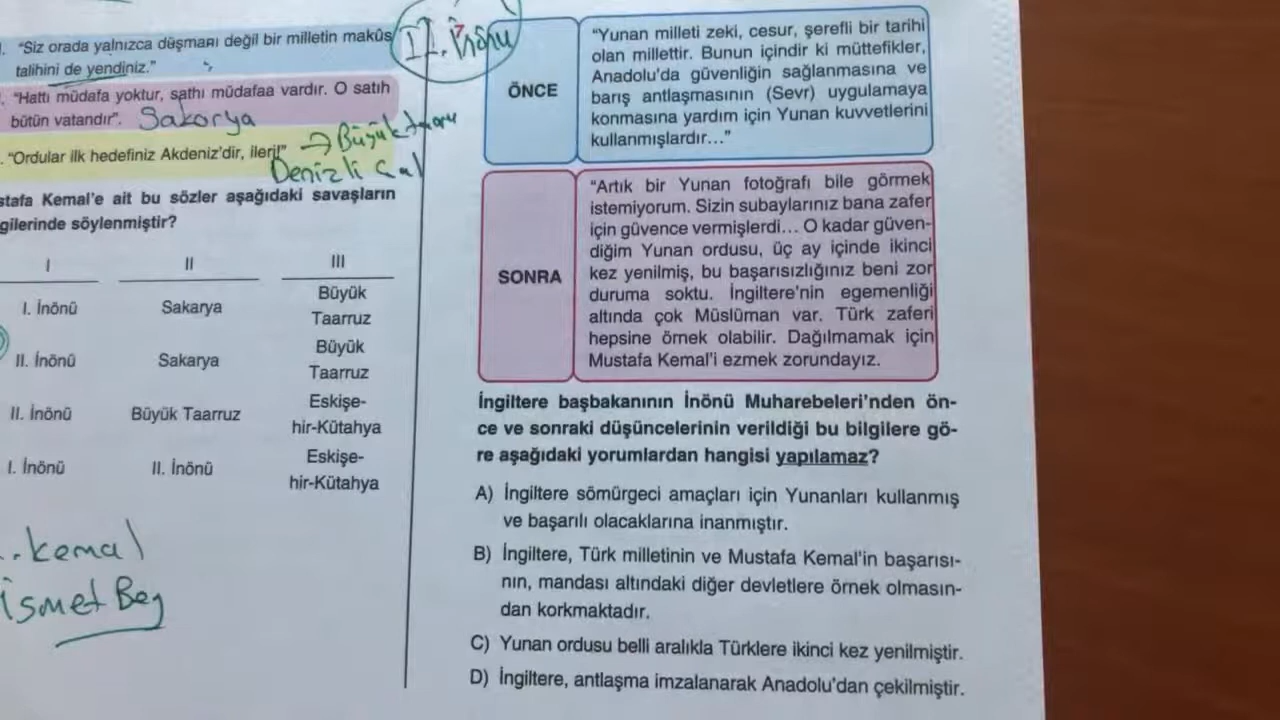 "Siz orada yalnızca düşmanı değil bir milletin makûs
talihini de yendiniz."
II. İnönü
"Hattı müdafa yoktur, sathı müdafaa vardır. O satıh
bütün vatandır".
Sakarya
"Ordular ilk hedefiniz Akdeniz'dir, ileri!"
→ Büyük
Denizli
Kemal'e ait bu sözler aşağıdaki savaşların
söylenmiştir?
I II III
I. İnönü Sakarya Büyük
Taarruz
II. İnönü Sakarya Büyük
Taarruz
II. İnönü Büyük Taarruz Eskişe-
hir-Kütahya
I. İnönü II. İnönü Eskişe-
hir-Kütahya
. kemal
ismet Bey
ÖNCE
"Yunan milleti zeki, cesur, şerefli bir tarihi
olan millettir. Bunun içindir ki müttefikler,
Anadolu'da güvenliğin sağlanmasına ve
barış antlaşmasının (Sevr) uygulamaya
konmasına yardım için Yunan kuvvetlerini
kullanmışlardır..."
SONRA
"Artık bir Yunan fotoğrafı bile görmek
istemiyorum. Sizin subaylarınız bana zafer
için güvence vermişlerdi... O kadar güven-
diğim Yunan ordusu, üç ay içinde ikinci
kez yenilmiş, bu başarısızlığınız beni zor
duruma soktu. İngiltere'nin egemenliği
altında çok Müslüman var. Türk zaferi
hepsine örnek olabilir. Dağılmamak için
Mustafa Kemal'i ezmek zorundayız.
İngiltere başbakanının İnönü Muharebeleri'nden ön-
ce ve sonraki düşüncelerinin verildiği bu bilgilere gö-
re aşağıdaki yorumlardan hangisi yapılamaz?
A) İngiltere sömürgeci amaçları için Yunanları kullanmış
ve başarılı olacaklarına inanmıştır.
B) İngiltere, Türk milletinin ve Mustafa Kemal'in başarısı-
nın, mandası altındaki diğer devletlere örnek olmasın-
dan korkmaktadır.
C) Yunan ordusu belli aralıkla Türklere ikinci kez yenilmiştir.
D) İngiltere, antlaşma imzalanarak Anadolu'dan çekilmiştir.